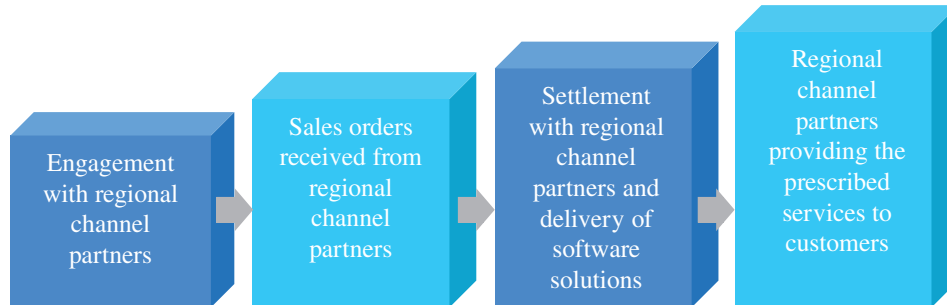 Engagement
with regional
channel
partners
Sales orders
received from
regional
channel
partners
Settlement
with regional
channel
partners and
delivery of
software
solutions
Regional
channel
partners
providing the
prescribed
services to
customers